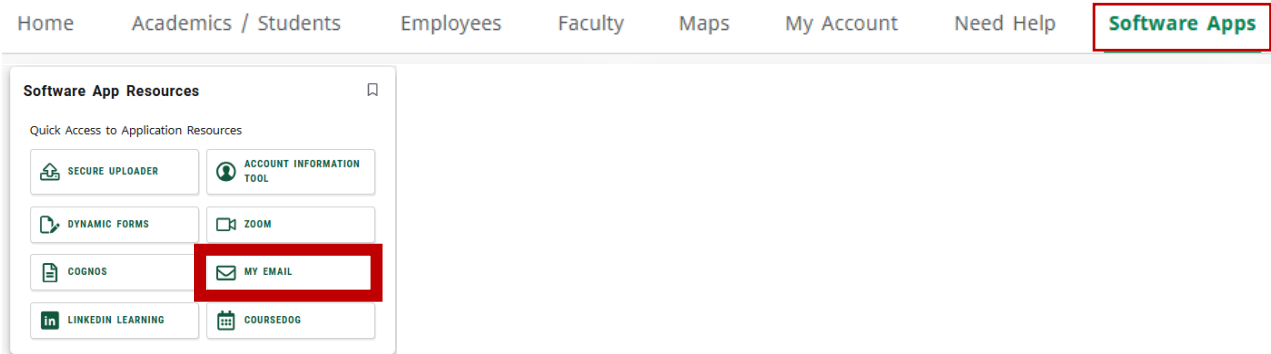 Home Academics / Students Employees Faculty Maps My Account Need Help Software Apps
Software App Resources
Quick Access to Application Resources
SECURE UPLOADER
ACCOUNT INFORMATION
TOOL
DYNAMIC FORMS
ZOOM
COGNOS
MY EMAIL
in LINKEDIN LEARNING
COURSEDOG